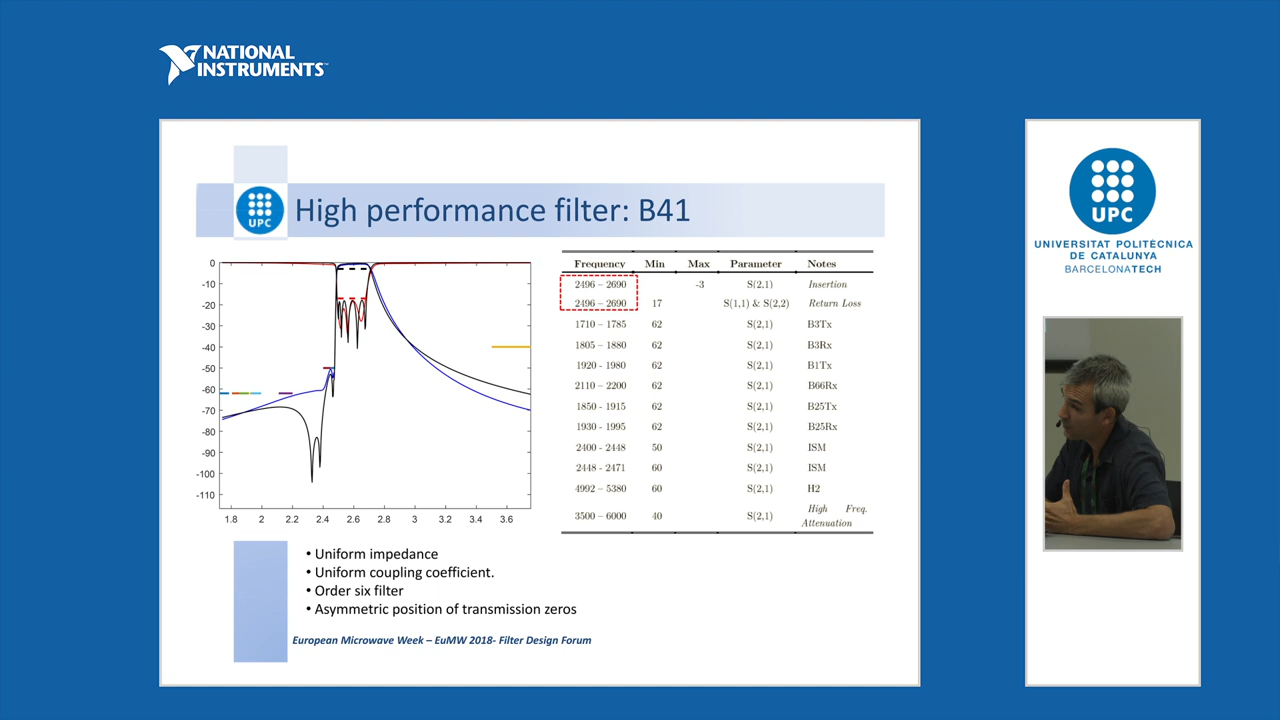 NATIONAL
INSTRUMENTS™
UPC
High performance filter: B41
0
-10
-20
-30
-40
-50
-60
-70
-80
-90
-100
-110
1.8 2 2.2 2.4 2.6 2.8 3 3.2 3.4 3.6
Frequency Min Max Parameter Notes
2496 – 2690 -3 S(2,1) Insertion
2496 – 2690 17 S(1,1) & S(2,2) Return Loss
1710 – 1785 62 S(2,1) B3Tx
1805 – 1880 62 S(2,1) B3Rx
1920 - 1980 62 S(2,1) B1Tx
2110 – 2200 62 S(2,1) B66Rx
1850 - 1915 62 S(2,1) B25Tx
1930 - 1995 62 S(2,1) B25Rx
2400 - 2448 50 S(2,1) ISM
2448 - 2471 60 S(2,1) ISM
4992 – 5380 60 S(2,1) H2
3500 – 6000 40 S(2,1) High Freq.
Attenuation
• Uniform impedance
• Uniform coupling coefficient.
• Order six filter
• Asymmetric position of transmission zeros
European Microwave Week – EuMW 2018- Filter Design Forum
UPC
UNIVERSITAT POLITÈCNICA
DE CATALUNYA
BARCELONATECH